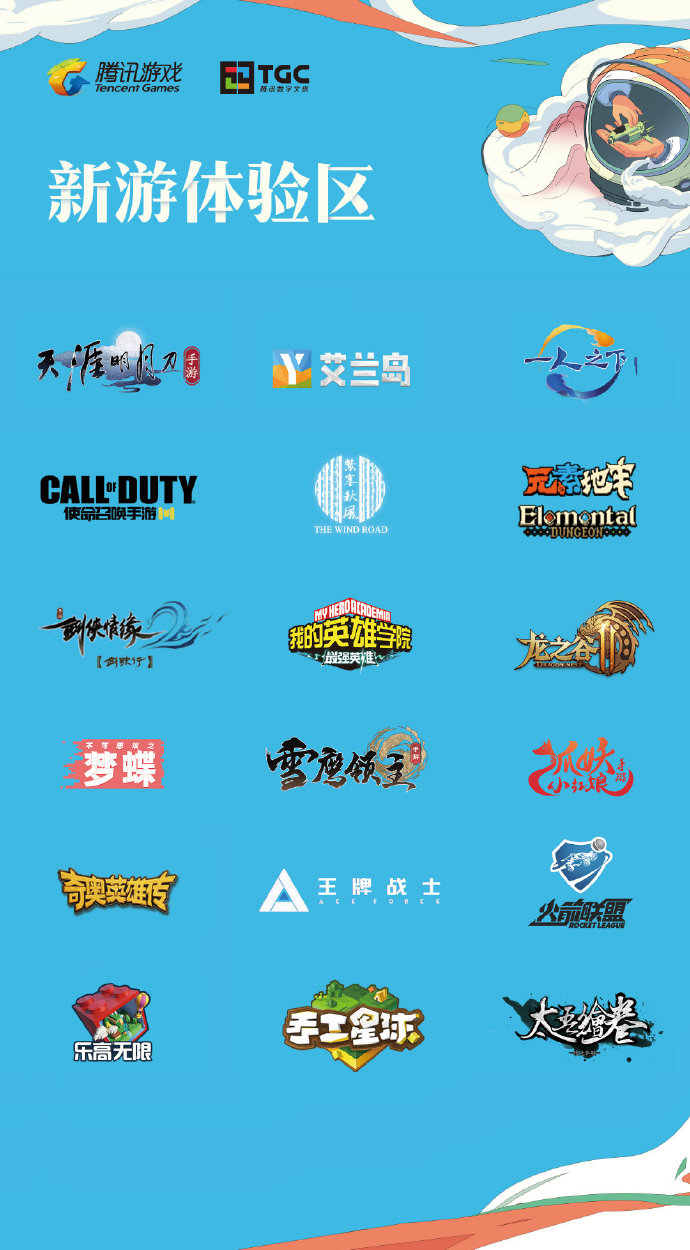 腾讯游戏
Tencent Games
TGC
腾讯数字文创
新游体验区
天涯明月刀
手游
艾兰岛
一人之下
CALL OF DUTY
使命召唤手游
紫塞秋風
THE WIND ROAD
元素地牢
Elemental
DUNGEON
剑侠情缘2
【剑歌行】
MY HERO ACADEMIA
我的英雄学院
最强英雄
龙之谷II
DRAGON NEST
不可思议之
梦蝶
雪鹰领主
手游
狐妖
小红娘
手游
奇奥英雄传
王牌战士
ACE FORCE
火箭联盟
ROCKET LEAGUE
乐高无限
手工星球
太吾繪卷